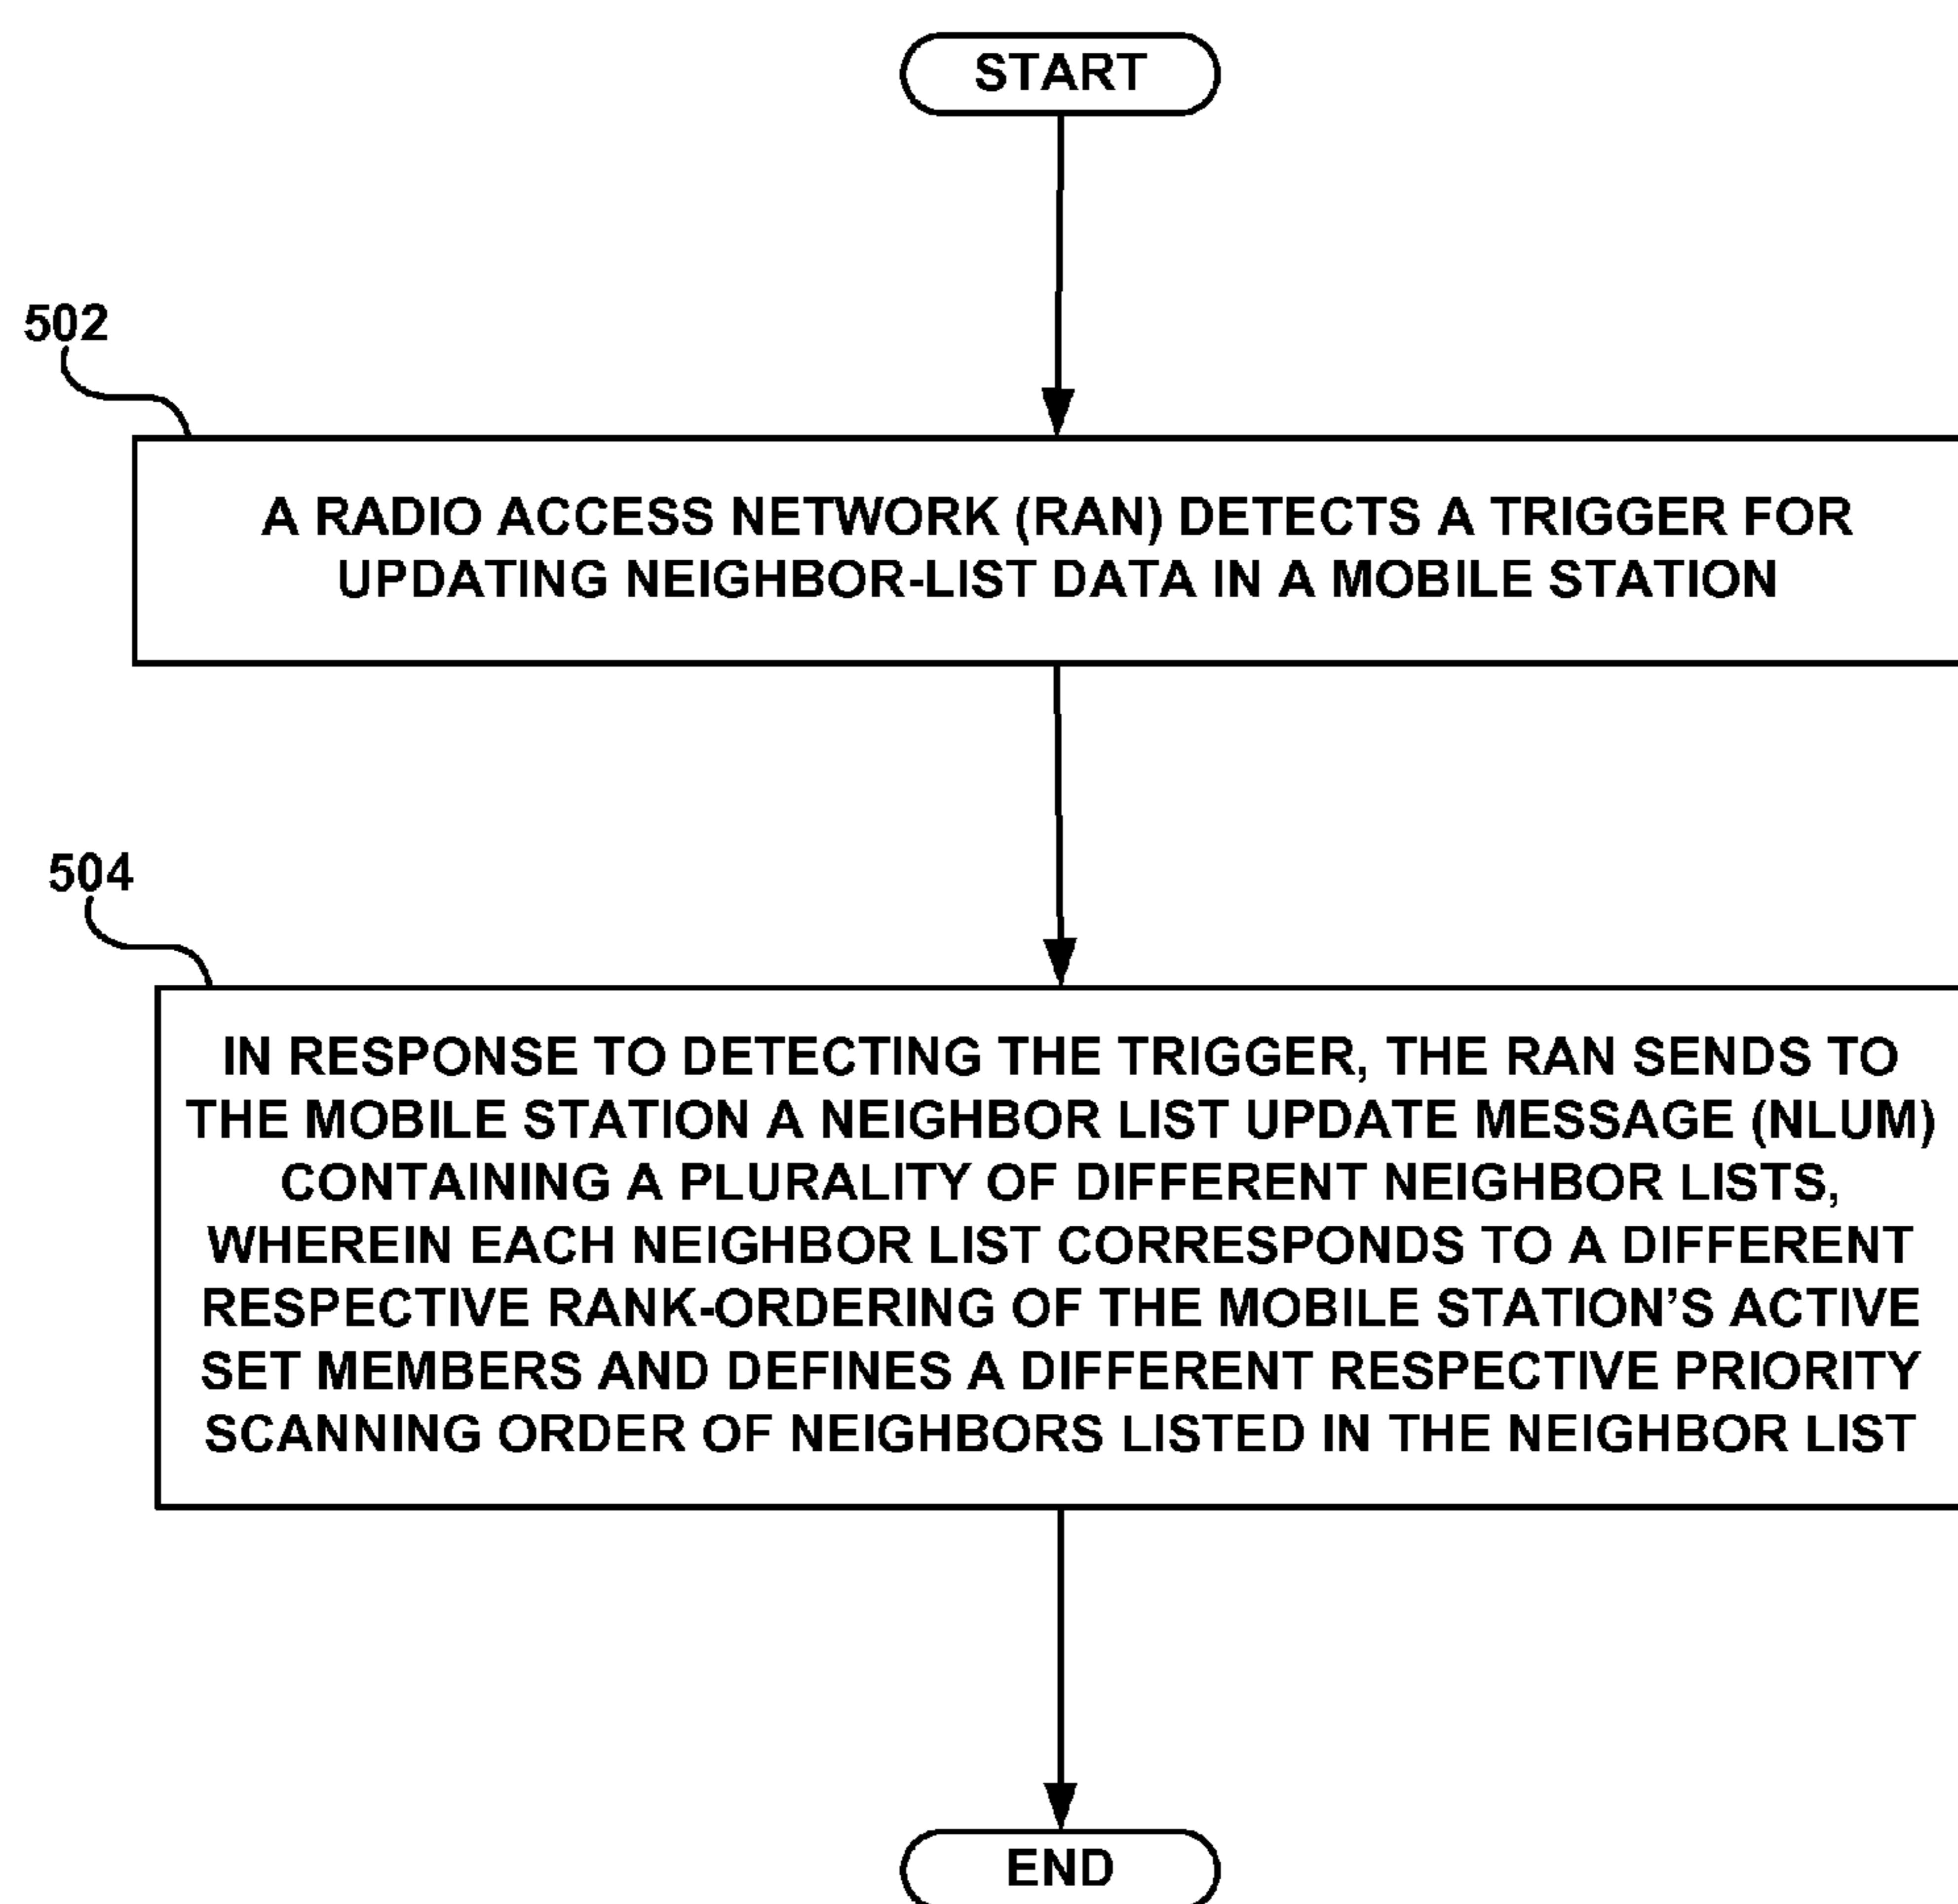 START
502
A RADIO ACCESS NETWORK (RAN) DETECTS A TRIGGER FOR
UPDATING NEIGHBOR-LIST DATA IN A MOBILE STATION
504
IN RESPONSE TO DETECTING THE TRIGGER, THE RAN SENDS TO
THE MOBILE STATION A NEIGHBOR LIST UPDATE MESSAGE (NLUM)
CONTAINING A PLURALITY OF DIFFERENT NEIGHBOR LISTS,
WHEREIN EACH NEIGHBOR LIST CORRESPONDS TO A DIFFERENT
RESPECTIVE RANK-ORDERING OF THE MOBILE STATION’S ACTIVE
SET MEMBERS AND DEFINES A DIFFERENT RESPECTIVE PRIORITY
SCANNING ORDER OF NEIGHBORS LISTED IN THE NEIGHBOR LIST
END